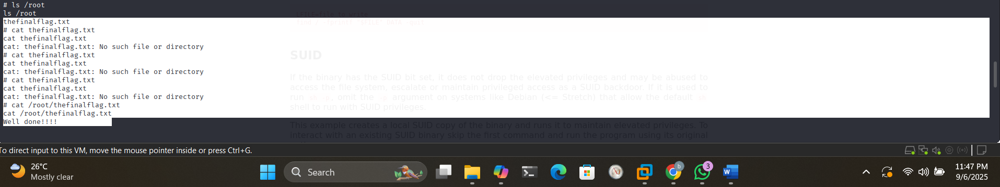 # ls /root
ls /root
thefinalflag.txt
# cat thefinalflag.txt
cat thefinalflag.txt
cat: thefinalflag.txt: No such file or directory
# cat thefinalflag.txt
cat thefinalflag.txt
cat: thefinalflag.txt: No such file or directory
# cat thefinalflag.txt
cat thefinalflag.txt
cat: thefinalflag.txt: No such file or directory
# cat /root/thefinalflag.txt
cat /root/thefinalflag.txt
Well done!!!!
LFILE=file_to_write
SUID
If the binary has the SUID bit set, it does not drop the elevated privileges and may be abused to
access the file system, escalate or maintain privileged access as a SUID backdoor. If it is used to
run sh -p, omit the -p argument on systems like Debian (<= Stretch) that allow the default sh
shell to run with SUID privileges.
This example creates a local SUID copy of the binary and runs it to maintain elevated privileges. To
interact with an existing SUID binary skip the first command and run the program using its original
To direct input to this VM, move the mouse pointer inside or press Ctrl+G.
26°C
Mostly clear
Search
b
3
W
11:47 PM
9/6/2025